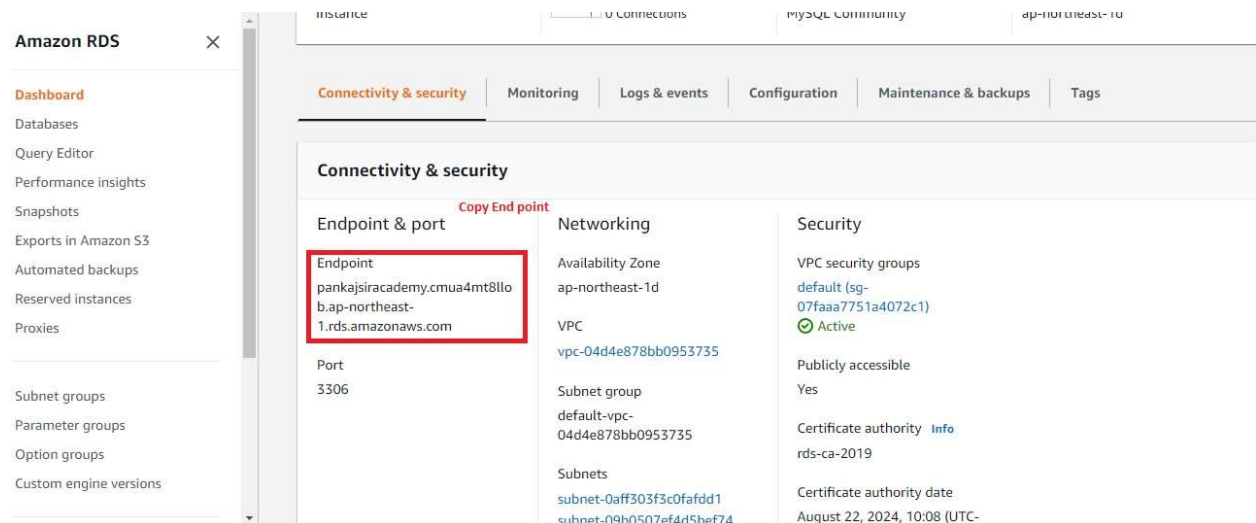 Instance
0 Connections
MySQL Community
ap-northeast-1d
Amazon RDS
Dashboard
Databases
Query Editor
Performance insights
Snapshots
Exports in Amazon S3
Automated backups
Reserved instances
Proxies
Subnet groups
Parameter groups
Option groups
Custom engine versions
Connectivity & security
Monitoring
Logs & events
Configuration
Maintenance & backups
Tags
Connectivity & security
Copy End point
Endpoint & port
Endpoint
pankajsiracademy.cmua4mt8llo
b.ap-northeast-
1.rds.amazonaws.com
Port
3306
Networking
Availability Zone
ap-northeast-1d
VPC
vpc-04d4e878bb0953735
Subnet group
default-vpc-
04d4e878bb0953735
Subnets
subnet-0aff303f3c0fafdd1
subnet-09b0507ef4d5bef74
Security
VPC security groups
default (sg-
07faaa7751a4072c1)
Active
Publicly accessible
Yes
Certificate authority Info
rds-ca-2019
Certificate authority date
August 22, 2024, 10:08 (UTC-